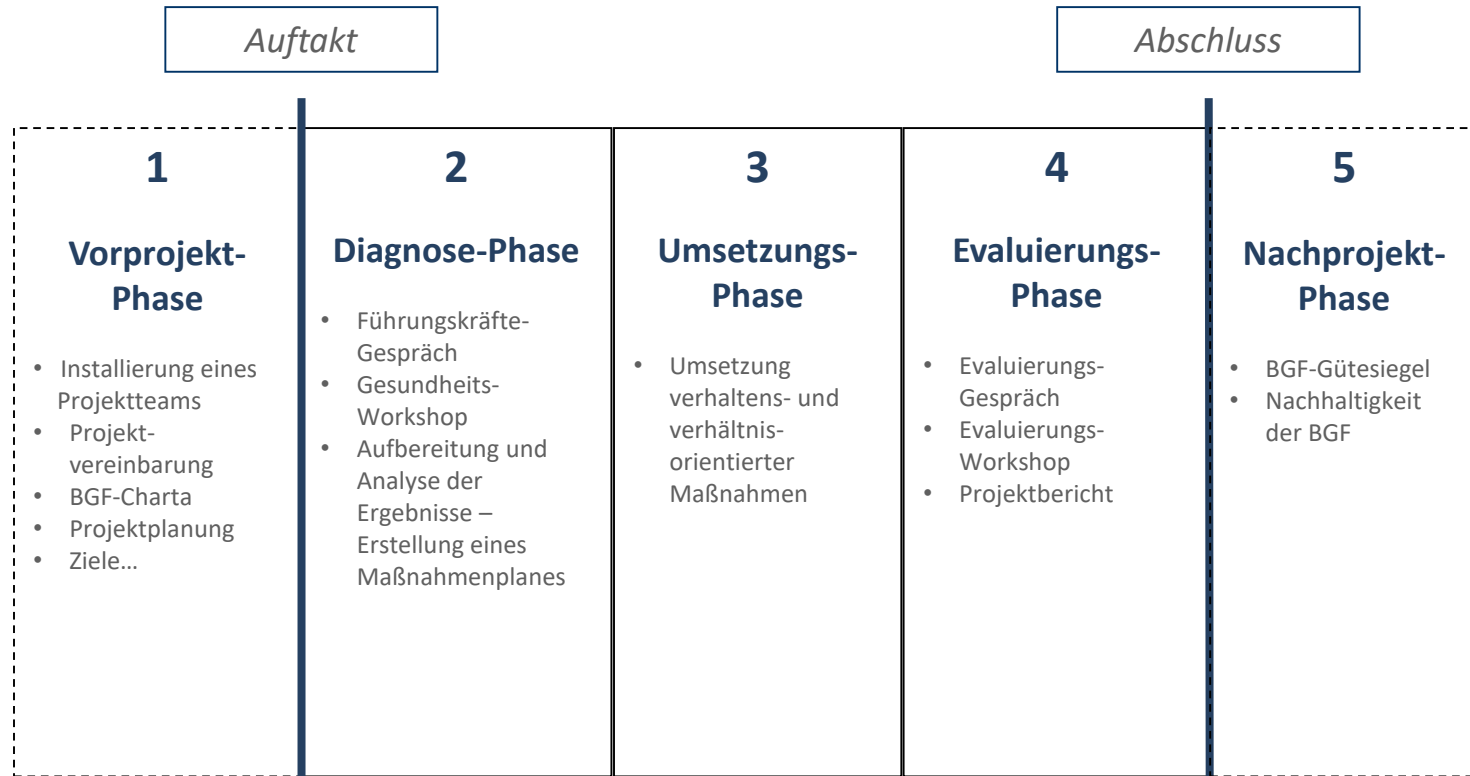 Auftakt
Abschluss
1
Vorprojekt-
Phase
• Installierung eines
Projektteams
• Projekt-
vereinbarung
• BGF-Charta
• Projektplanung
• Ziele…
2
Diagnose-Phase
• Führungskräfte-
Gespräch
• Gesundheits-
Workshop
• Aufbereitung und
Analyse der
Ergebnisse –
Erstellung eines
Maßnahmenplanes
3
Umsetzungs-
Phase
• Umsetzung
verhaltens- und
verhältnis-
orientierter
Maßnahmen
4
Evaluierungs-
Phase
• Evaluierungs-
Gespräch
• Evaluierungs-
Workshop
• Projektbericht
5
Nachprojekt-
Phase
• BGF-Gütesiegel
• Nachhaltigkeit
der BGF